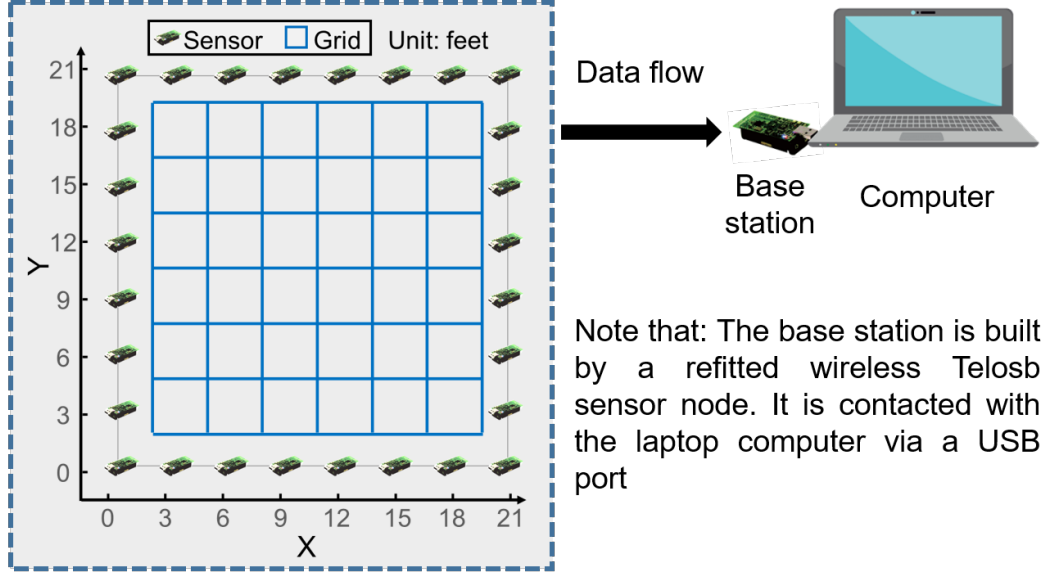 Sensor Grid Unit: feet
21
18
15
12
9
6
3
0
Y
0 3 6 9 12 15 18 21
X
Data flow
Base
station
Computer
Note that: The base station is built
by a refitted wireless Telosb
sensor node. It is contacted with
the laptop computer via a USB
port